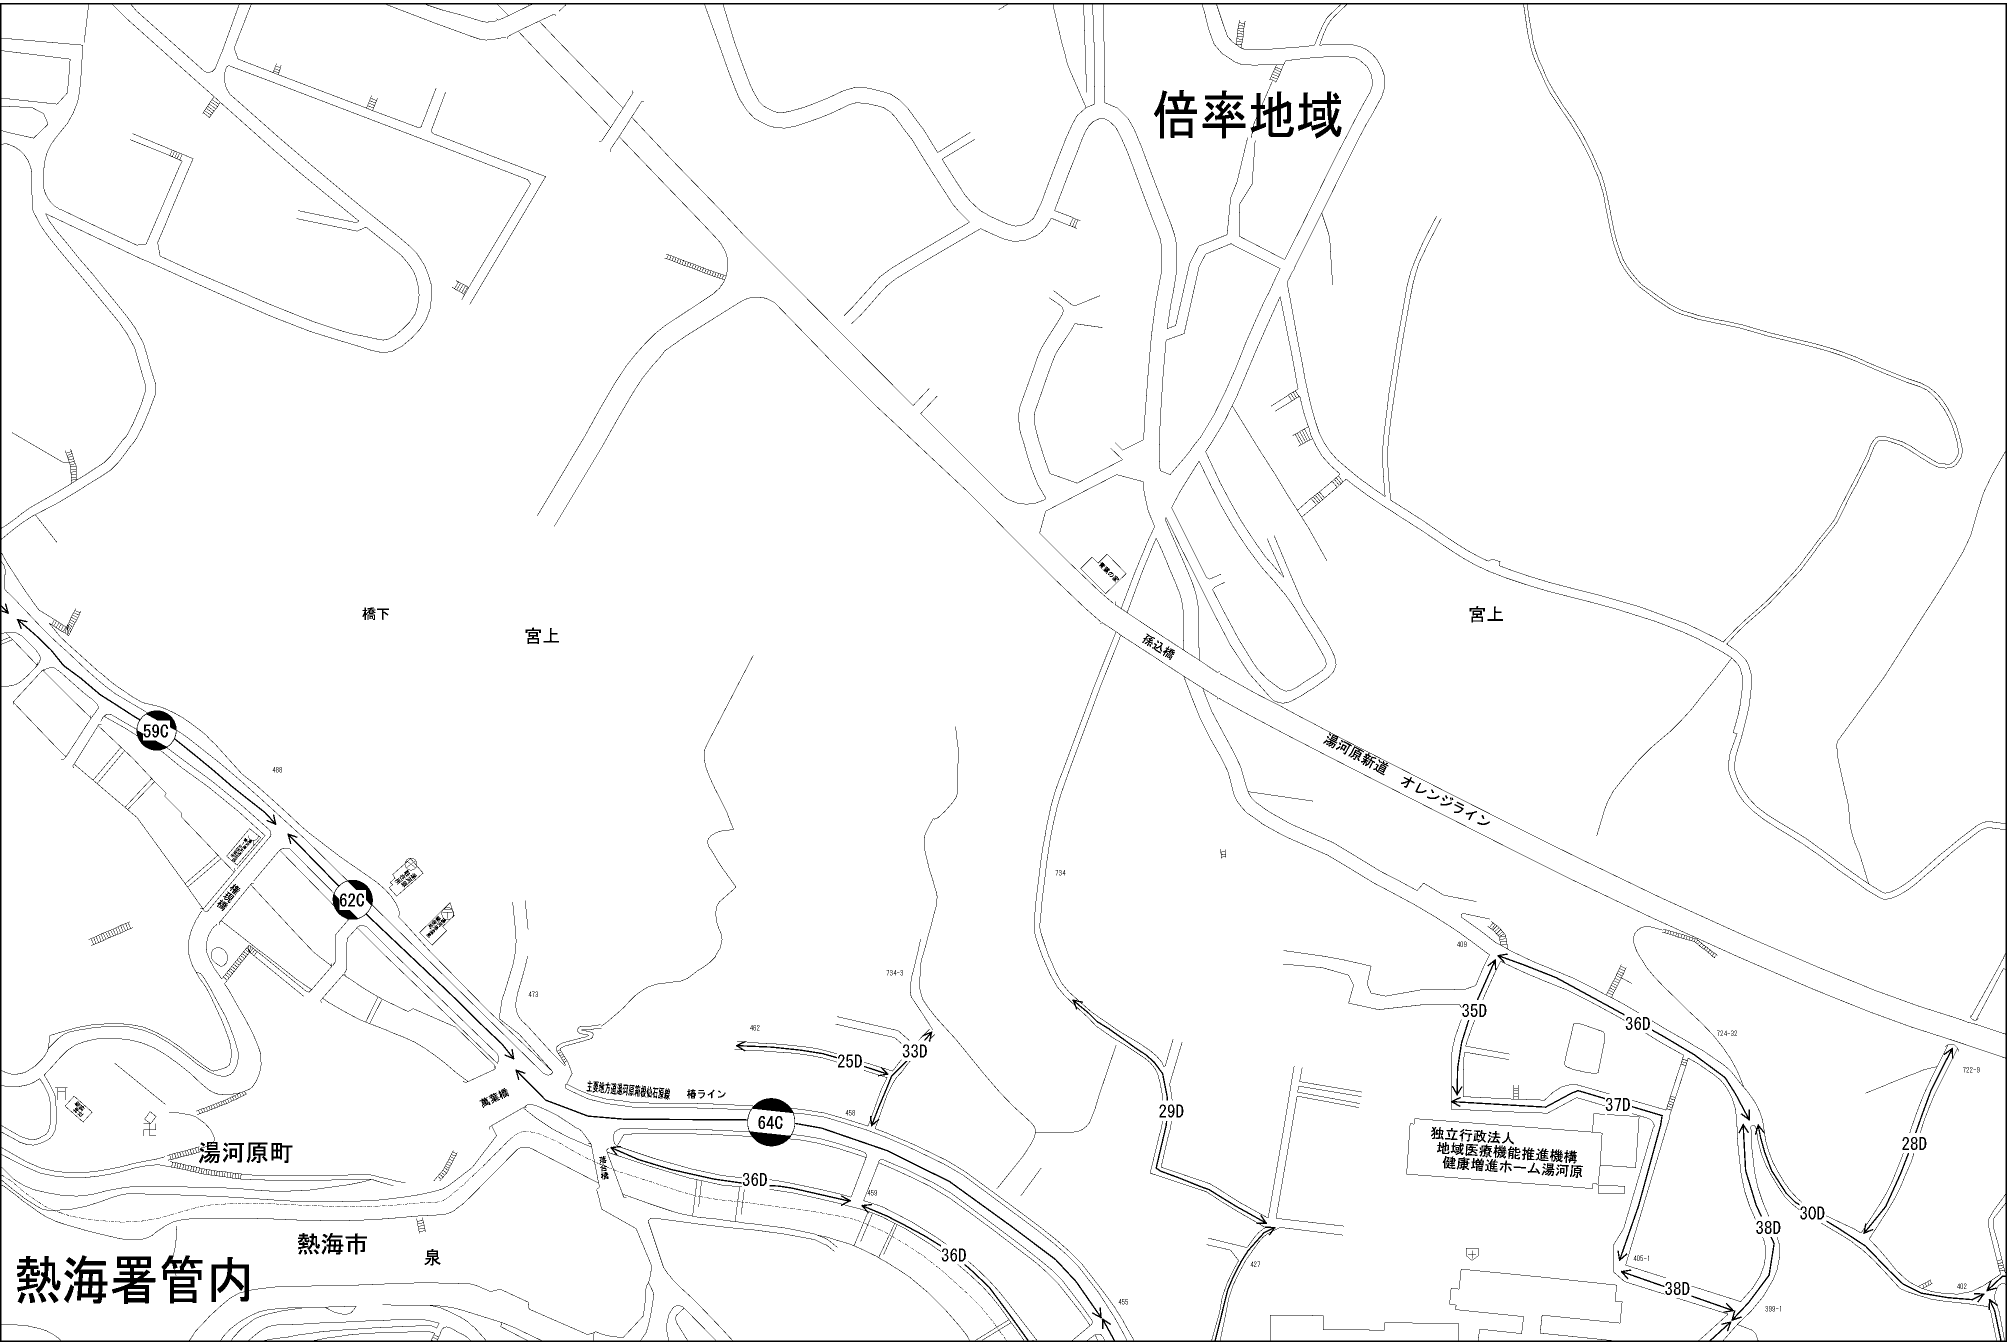 倍率地域
橋下
宮上
宮上
孫込橋
59C
湯河原新道　オレンジライン
488
62C
734
409
734-3
473
35D
36D
724-32
462
25D
33D
722-9
主要地方道湯河原箱根仙石原線　椿ライン
萬葉橋
64C
458
29D
37D
独立行政法人
地域医療機能推進機構
健康増進ホーム湯河原
28D
湯河原町
落合橋
36D
459
30D
38D
熱海市
泉
36D
427
405-1
熱海署管内
38D
402
455
399-1